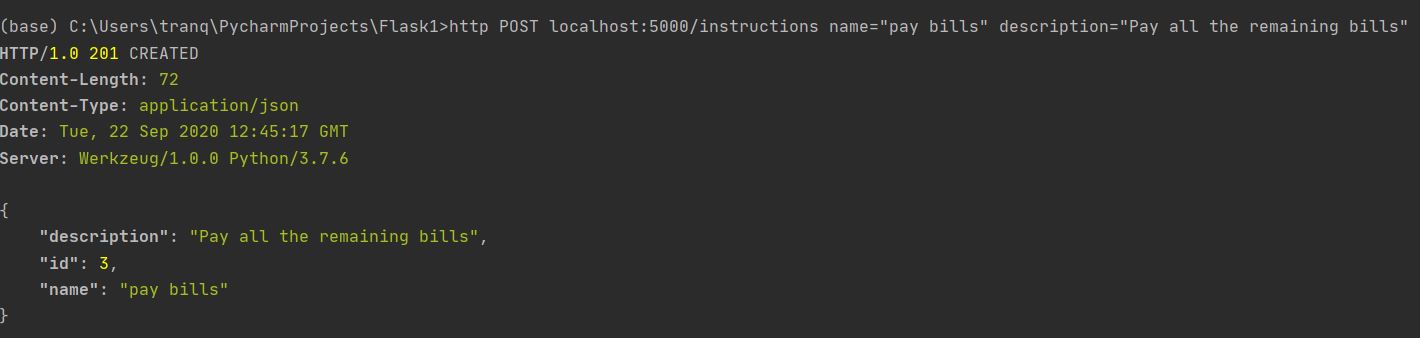 (base) C:\Users\tranq\PycharmProjects\Flask1>http POST localhost:5000/instructions name="pay bills" description="Pay all the remaining bills"
HTTP/1.0 201 CREATED
Content-Length: 72
Content-Type: application/json
Date: Tue, 22 Sep 2020 12:45:17 GMT
Server: Werkzeug/1.0.0 Python/3.7.6

{
    "description": "Pay all the remaining bills",
    "id": 3,
    "name": "pay bills"
}